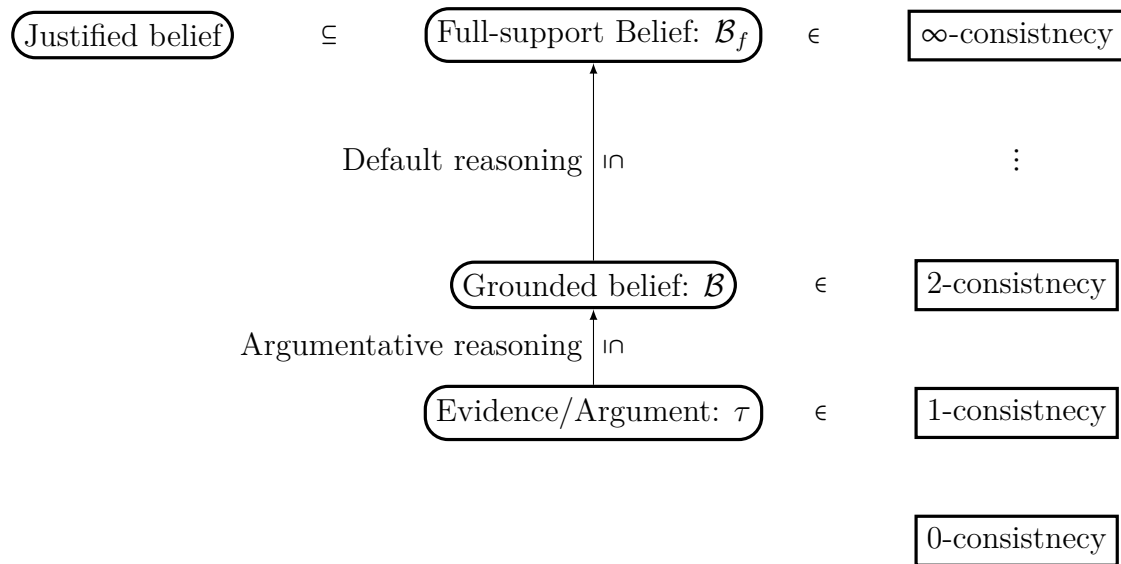 Justified belief ⊆ Full-support Belief: 𝓑_f ∈ ∞-consistnecy
Default reasoning ⊆ ⋮
Grounded belief: 𝓑 ∈ 2-consistnecy
Argumentative reasoning ⊆
Evidence/Argument: τ ∈ 1-consistnecy
0-consistnecy